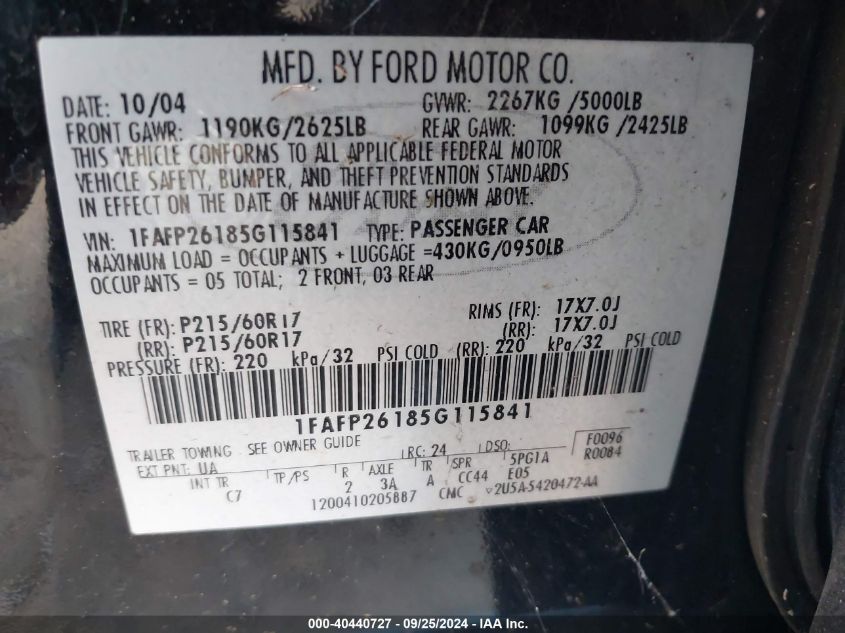 MFD. BY FORD MOTOR CO.
DATE: 10/04 GVWR: 2267KG /5000LB
FRONT GAWR: 1190KG/2625LB REAR GAWR: 1099KG /2425LB
THIS VEHICLE CONFORMS TO ALL APPLICABLE FEDERAL MOTOR
VEHICLE SAFETY, BUMPER, AND THEFT PREVENTION STANDARDS
IN EFFECT ON THE DATE OF MANUFACTURE SHOWN ABOVE.
VIN: 1FAFP26185G115841 TYPE: PASSENGER CAR
MAXIMUM LOAD = OCCUPANTS + LUGGAGE =430KG/0950LB
OCCUPANTS = 05 TOTAL; 2 FRONT, 03 REAR
TIRE (FR): P215/60R17 RIMS (FR): 17X7.0J
(RR): P215/60R17 (RR): 17X7.0J
PRESSURE (FR): 220 kPa/32 PSI COLD (RR): 220 kPa/32 PSI COLD
1FAFP26185G115841
TRAILER TOWING - SEE OWNER GUIDE RC: 24 DSO: F0096
EXT PNT: UA R0084
INT TR TP/PS R AXLE TR SPR 5PG1A
C7 2 3A A CC44 E05
1200410205887 CMC v2U5A-5420472-AA
000-40440727 - 09/25/2024 - IAA Inc.